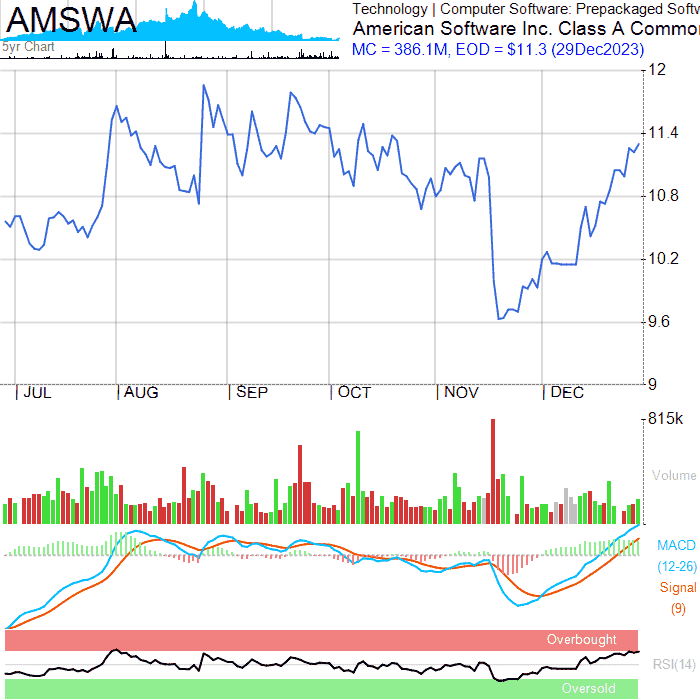 AMSWA
5yr Chart
Technology | Computer Software: Prepackaged Softw
American Software Inc. Class A Common
MC = 386.1M, EOD = $11.3 (29Dec2023)
12
11.4
10.8
10.2
9.6
9
JUL AUG SEP OCT NOV DEC
815k
Volume
MACD
(12-26)
Signal
(9)
Overbought
RSI(14)
Oversold